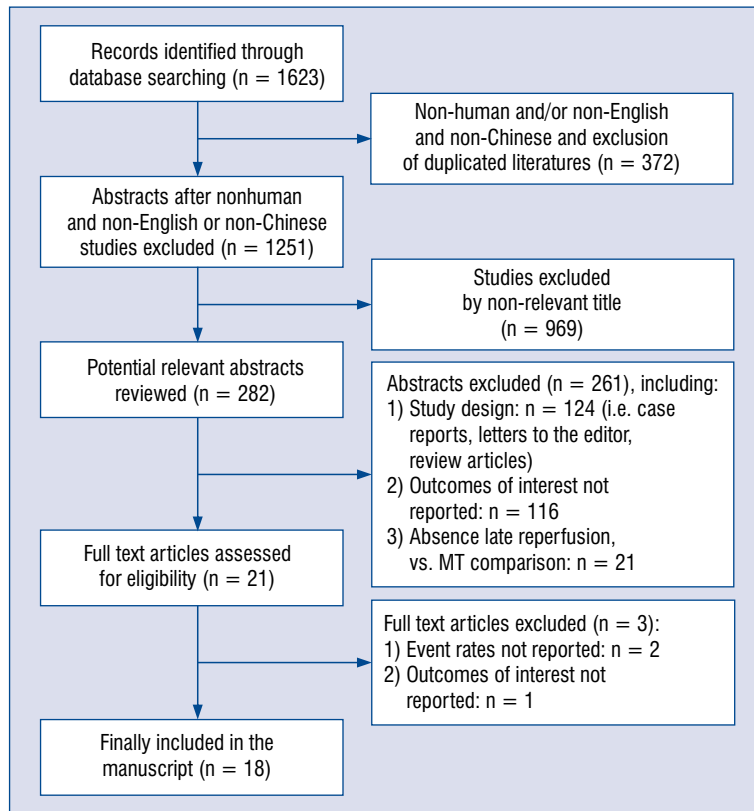 Records identified through
database searching (n = 1623)
Non-human and/or non-English
and non-Chinese and exclusion
of duplicated literatures (n = 372)
Abstracts after nonhuman
and non-English or non-Chinese
studies excluded (n = 1251)
Studies excluded
by non-relevant title
(n = 969)
Potential relevant abstracts
reviewed (n = 282)
Abstracts excluded (n = 261), including:
1) Study design: n = 124 (i.e. case
reports, letters to the editor,
review articles)
2) Outcomes of interest not
reported: n = 116
3) Absence late reperfusion,
vs. MT comparison: n = 21
Full text articles assessed
for eligibility (n = 21)
Full text articles excluded (n = 3):
1) Event rates not reported: n = 2
2) Outcomes of interest not
reported: n = 1
Finally included in the
manuscript (n = 18)